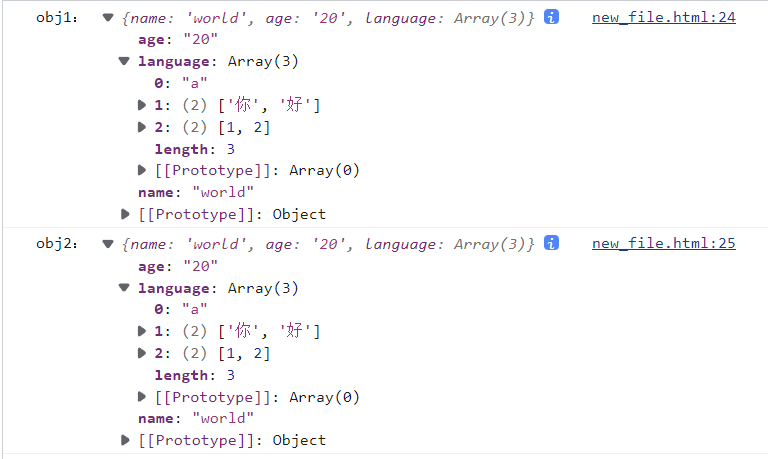 obj1： ▼ {name: 'world', age: '20', language: Array(3)} i new_file.html:24
age: "20"
▼ language: Array(3)
0: "a"
▶ 1: (2) ['你', '好']
▶ 2: (2) [1, 2]
length: 3
▶ [[Prototype]]: Array(0)
name: "world"
▶ [[Prototype]]: Object
obj2： ▼ {name: 'world', age: '20', language: Array(3)} i new_file.html:25
age: "20"
▼ language: Array(3)
0: "a"
▶ 1: (2) ['你', '好']
▶ 2: (2) [1, 2]
length: 3
▶ [[Prototype]]: Array(0)
name: "world"
▶ [[Prototype]]: Object